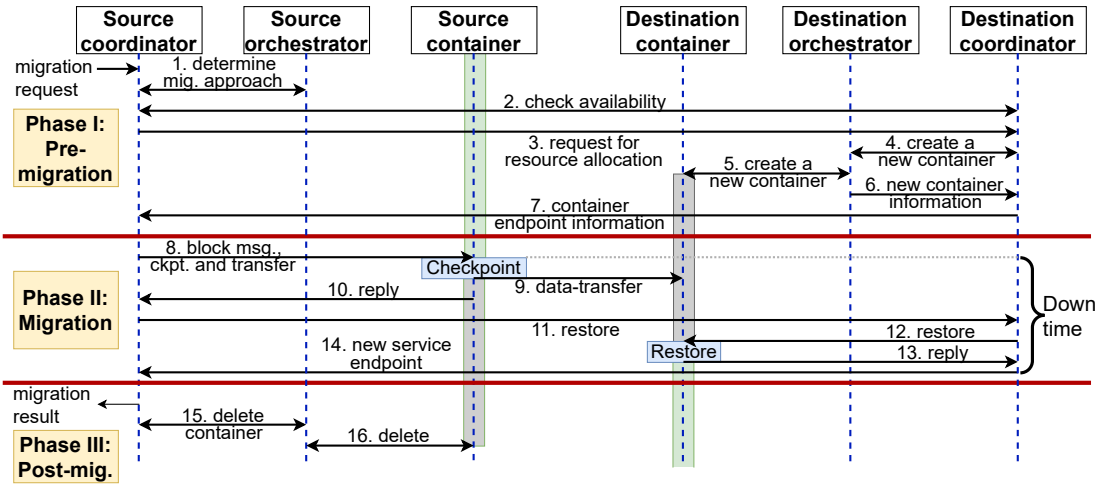 Source
coordinator
Source
orchestrator
Source
container
Destination
container
Destination
orchestrator
Destination
coordinator
migration
request
1. determine
mig. approach
2. check availability
Phase I:
Pre-
migration
3. request for
resource allocation
4. create a
new container
5. create a
new container
6. new container
information
7. container
endpoint information
8. block msg.,
ckpt. and transfer
Checkpoint
9. data-transfer
10. reply
Phase II:
Migration
11. restore
12. restore
Down
time
14. new service
endpoint
Restore
13. reply
migration
result
15. delete
container
16. delete
Phase III:
Post-mig.